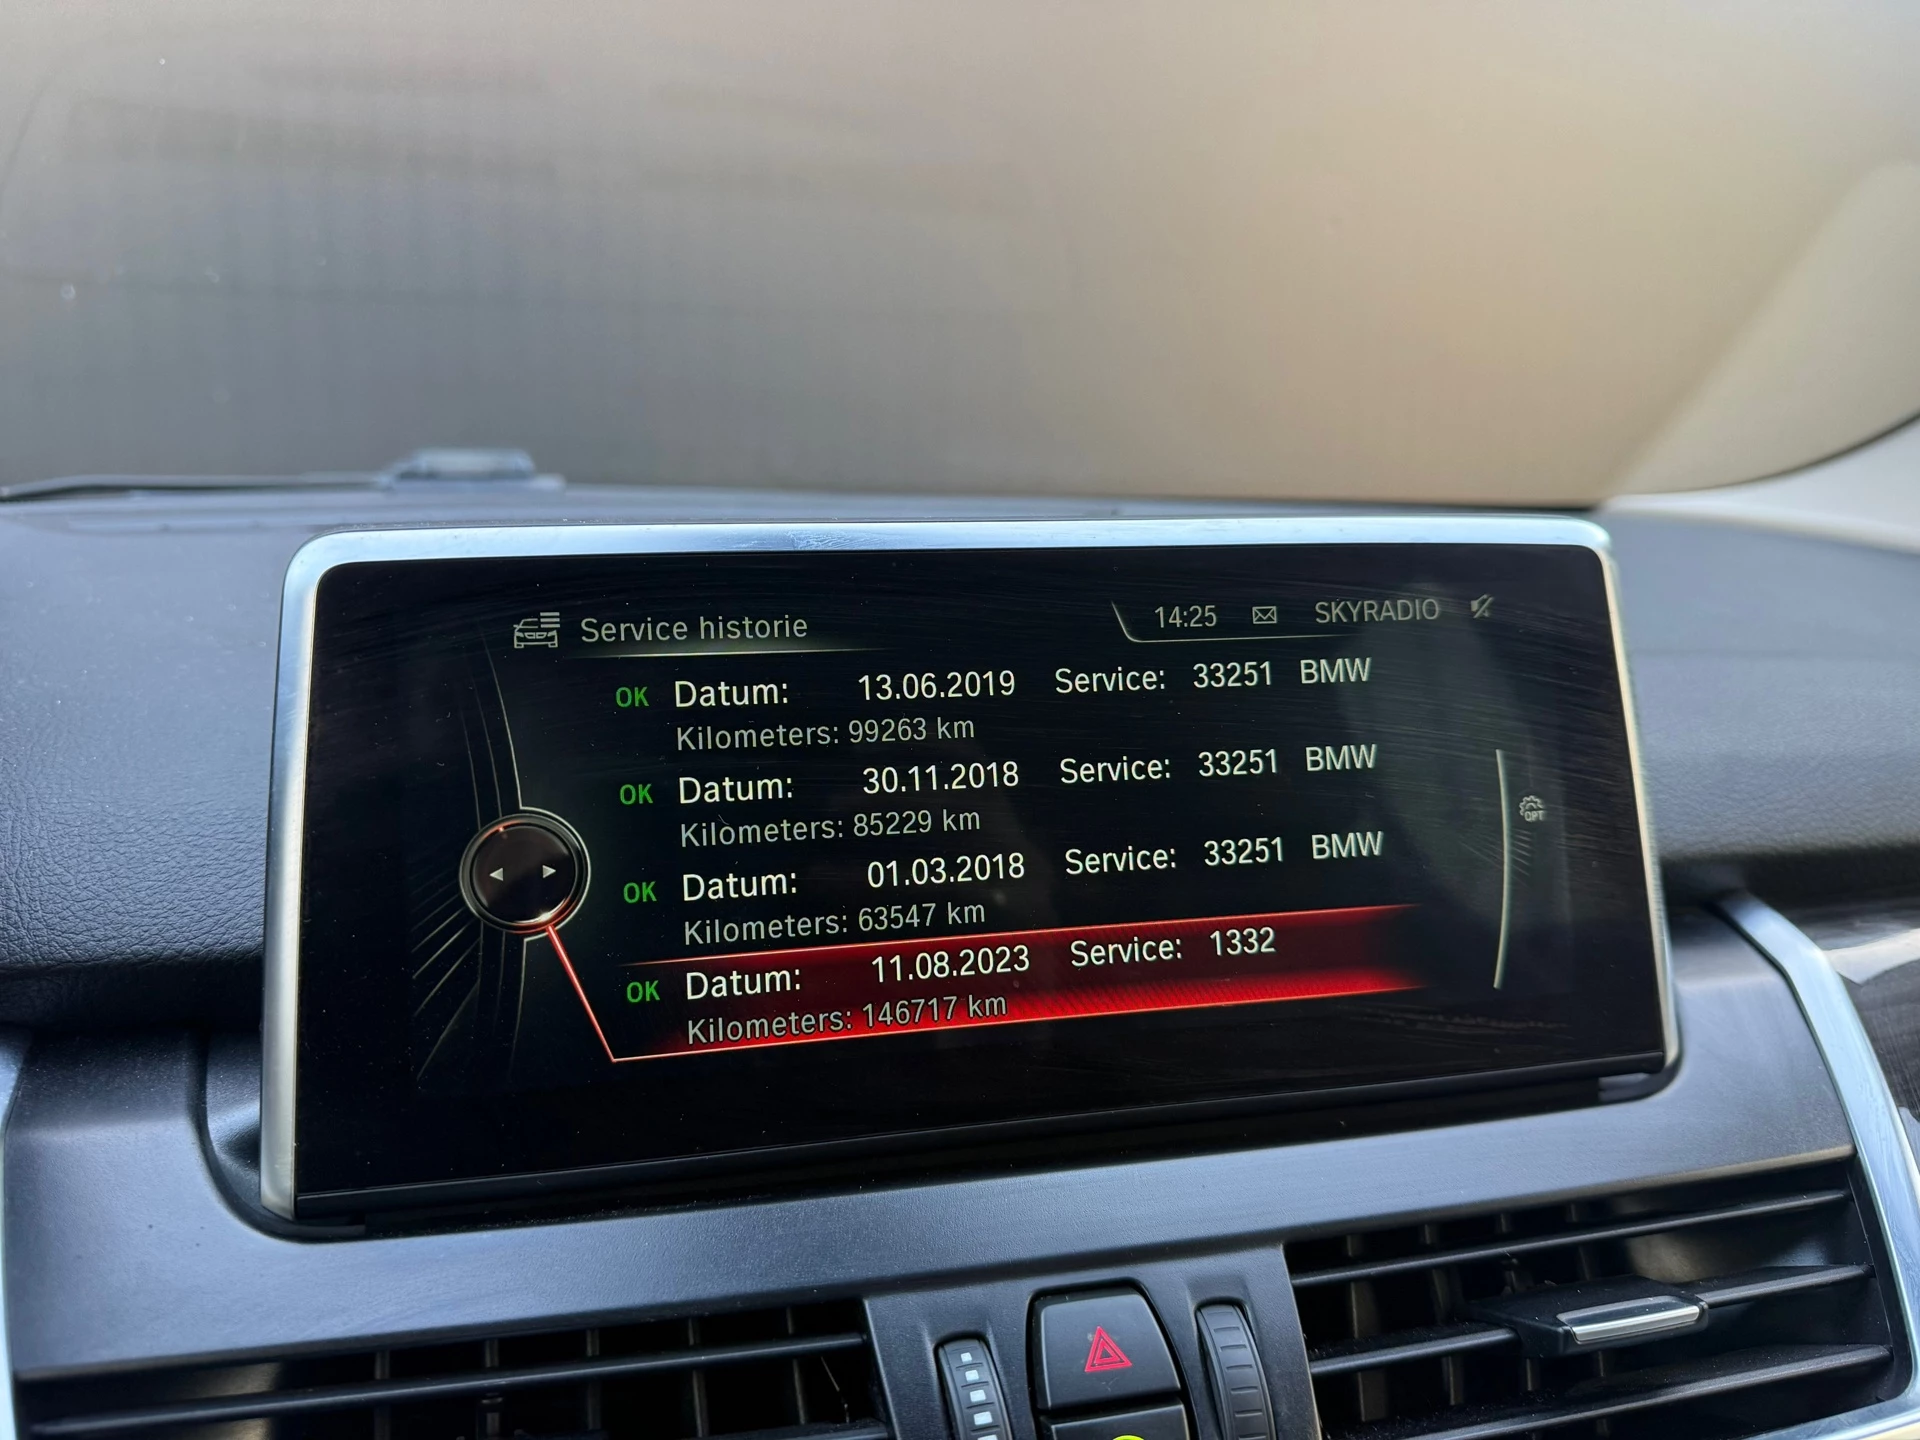 Service historie
14:25 SKYRADIO
OK Datum: 13.06.2019 Service: 33251 BMW
Kilometers: 99263 km
OK Datum: 30.11.2018 Service: 33251 BMW
Kilometers: 85229 km
OK Datum: 01.03.2018 Service: 33251 BMW
Kilometers: 63547 km
OK Datum: 11.08.2023 Service: 1332
Kilometers: 146717 km
OPT